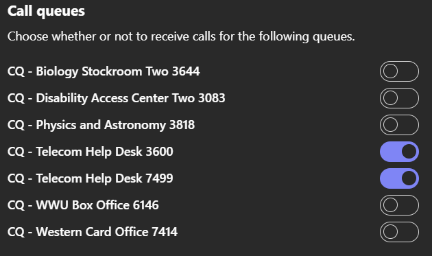 Call queues
Choose whether or not to receive calls for the following queues.
CQ - Biology Stockroom Two 3644
CQ - Disability Access Center Two 3083
CQ - Physics and Astronomy 3818
CQ - Telecom Help Desk 3600
CQ - Telecom Help Desk 7499
CQ - WWU Box Office 6146
CQ - Western Card Office 7414